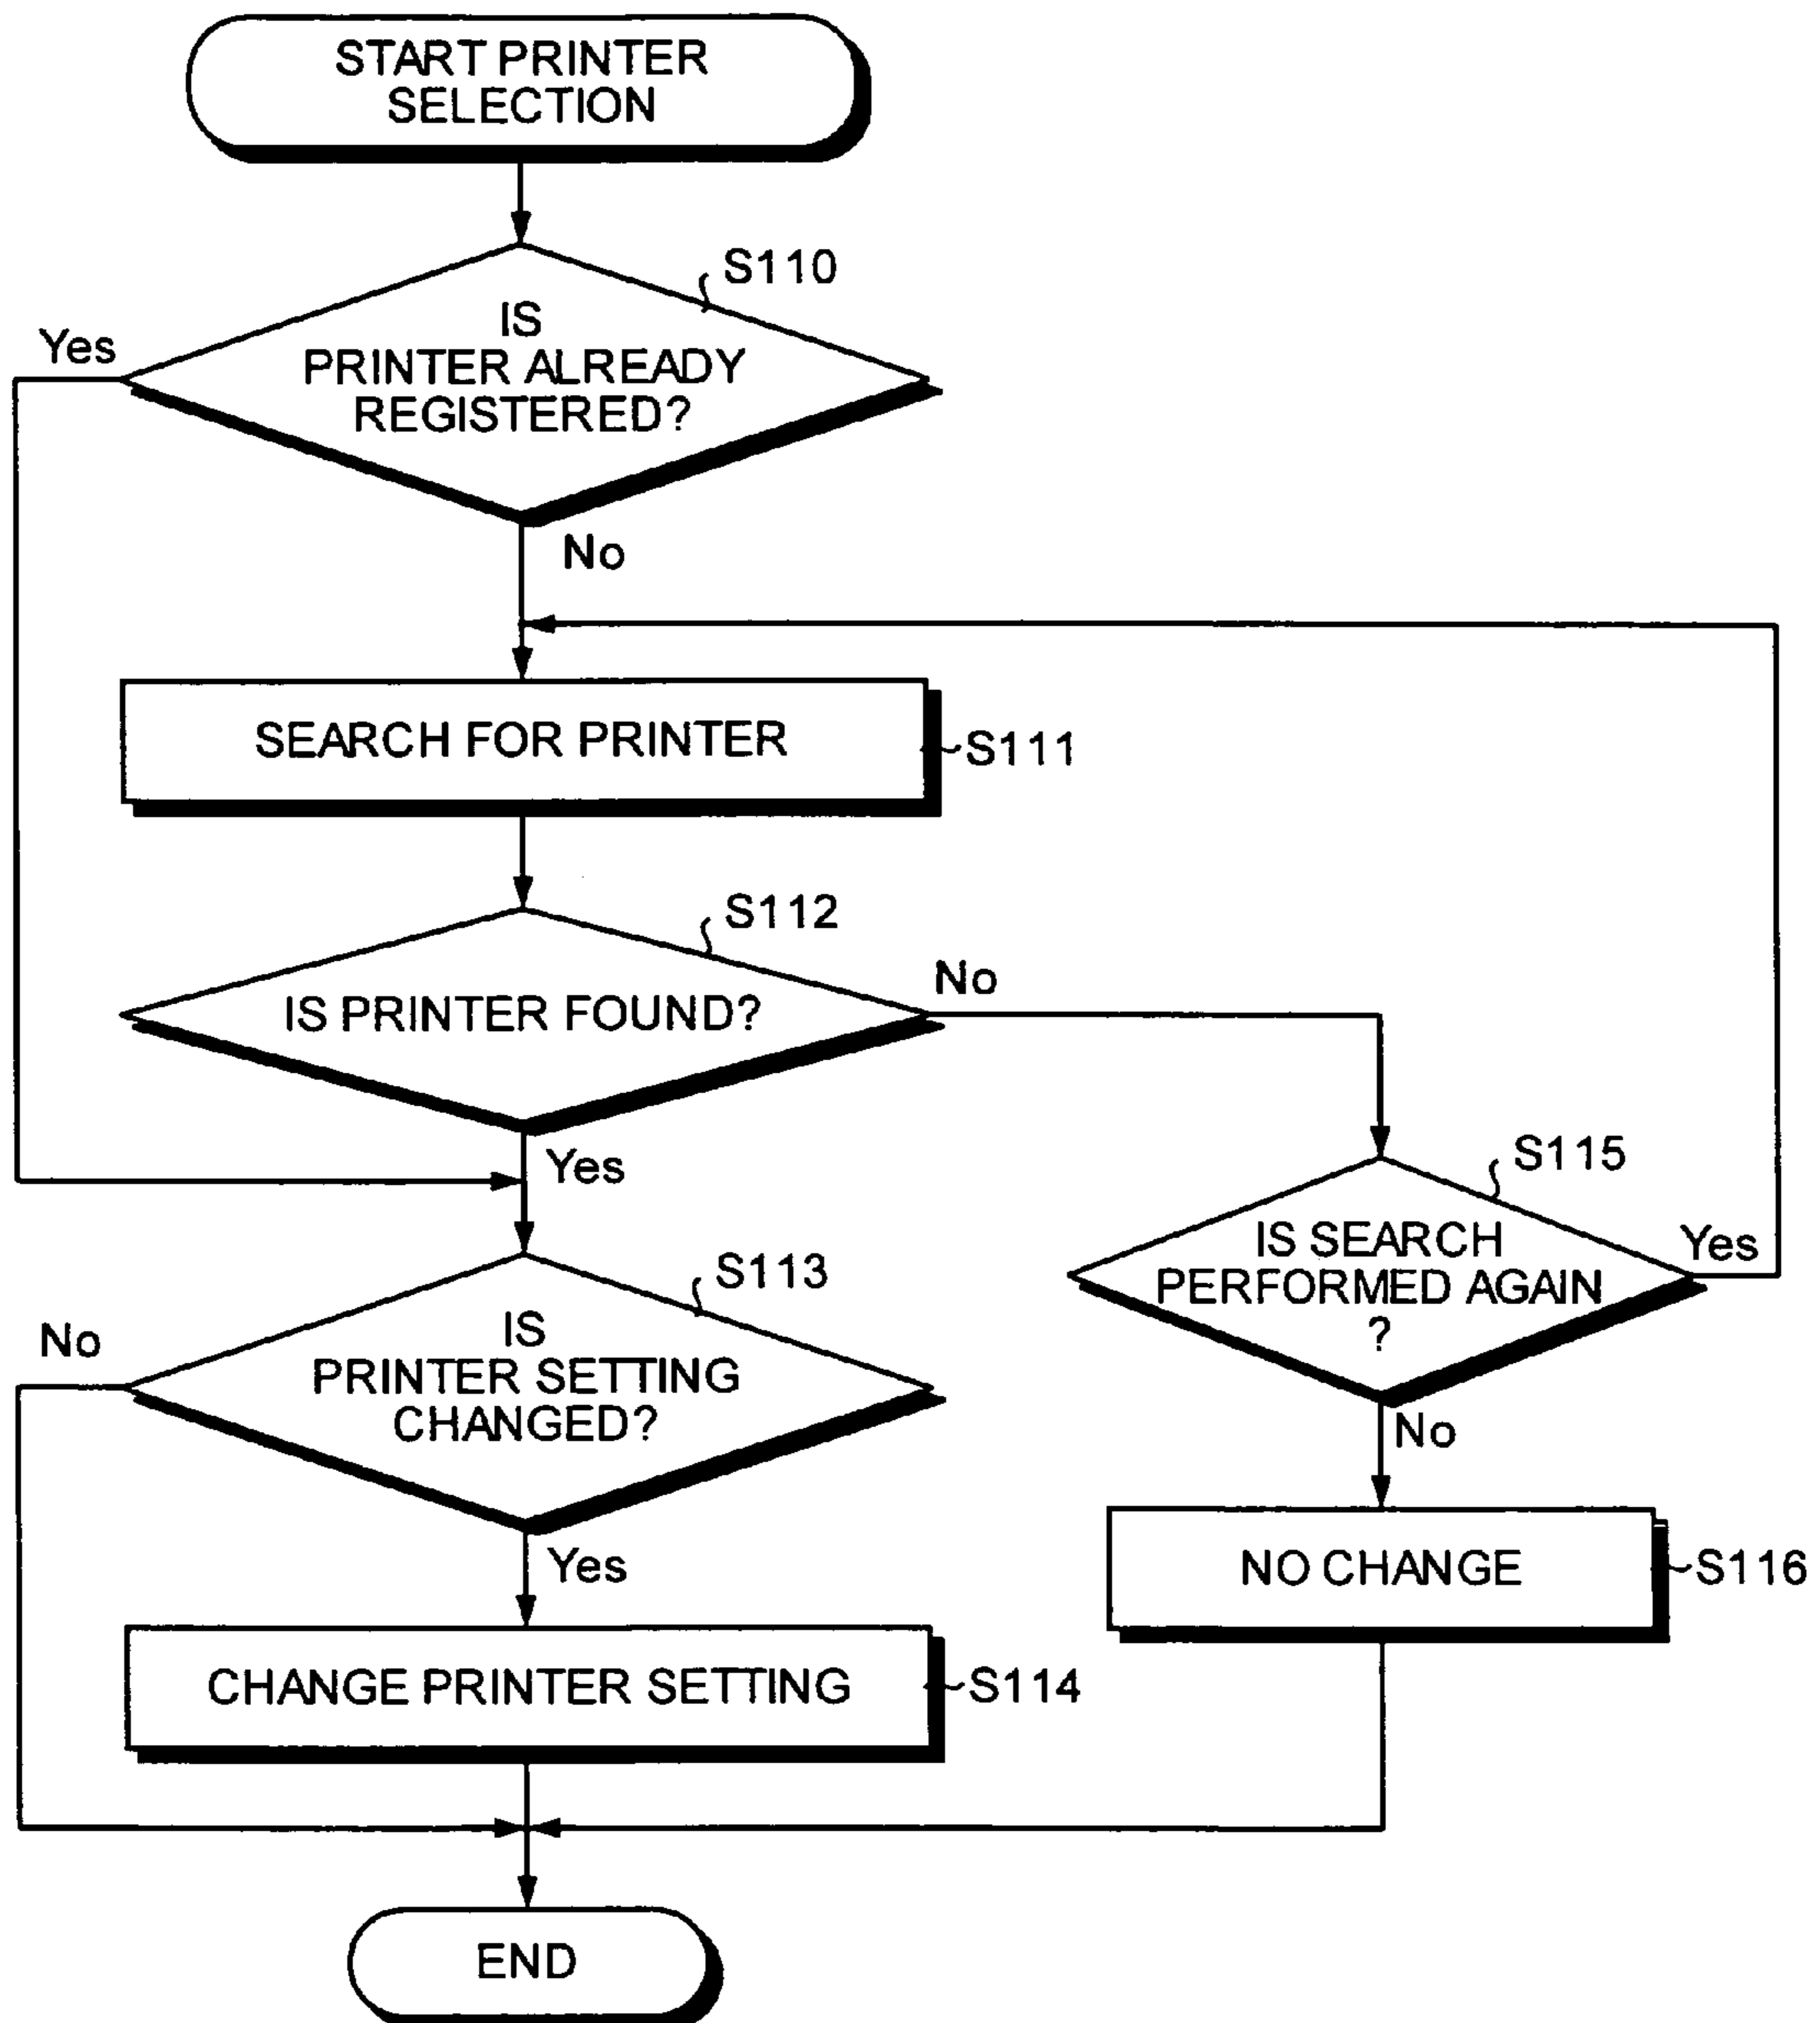 START PRINTER
SELECTION
S110
IS
PRINTER ALREADY
REGISTERED?
Yes
No
SEARCH FOR PRINTER
S111
S112
IS PRINTER FOUND?
No
Yes
S115
IS SEARCH
PERFORMED AGAIN
?
Yes
No
S113
IS
PRINTER SETTING
CHANGED?
No
Yes
NO CHANGE
S116
CHANGE PRINTER SETTING
S114
END